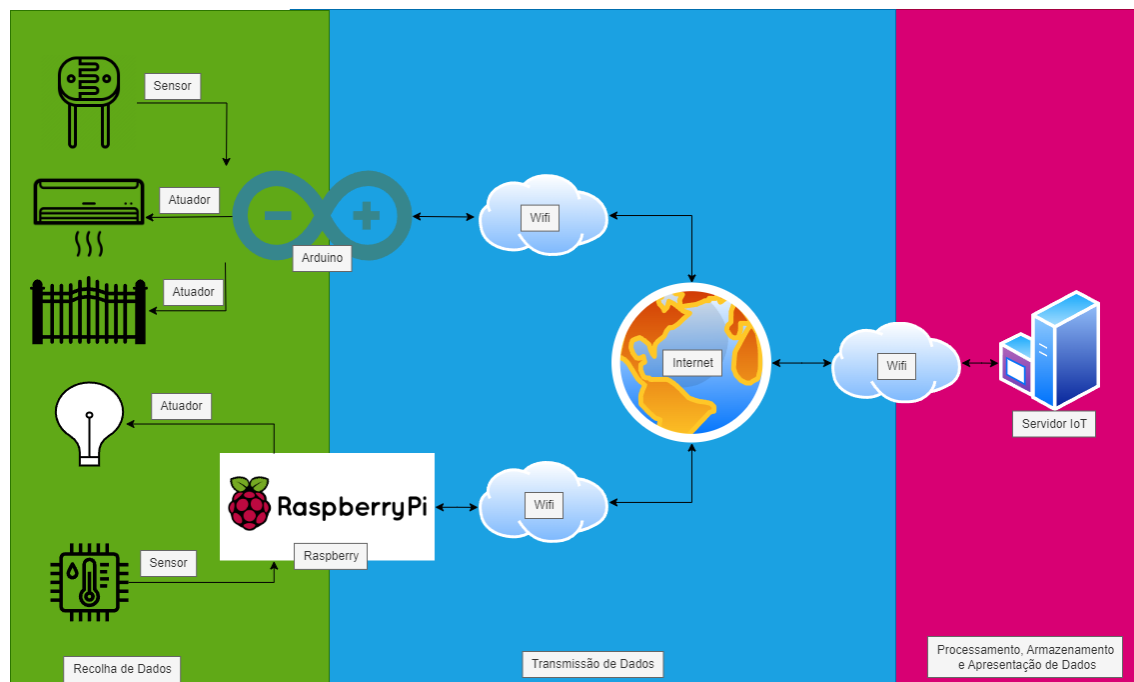 Sensor
Atuador
Arduino
Atuador
Wifi
Internet
Wifi
Servidor IoT
Atuador
RaspberryPi
Raspberry
Wifi
Sensor
Recolha de Dados
Transmissão de Dados
Processamento, Armazenamento
e Apresentação de Dados